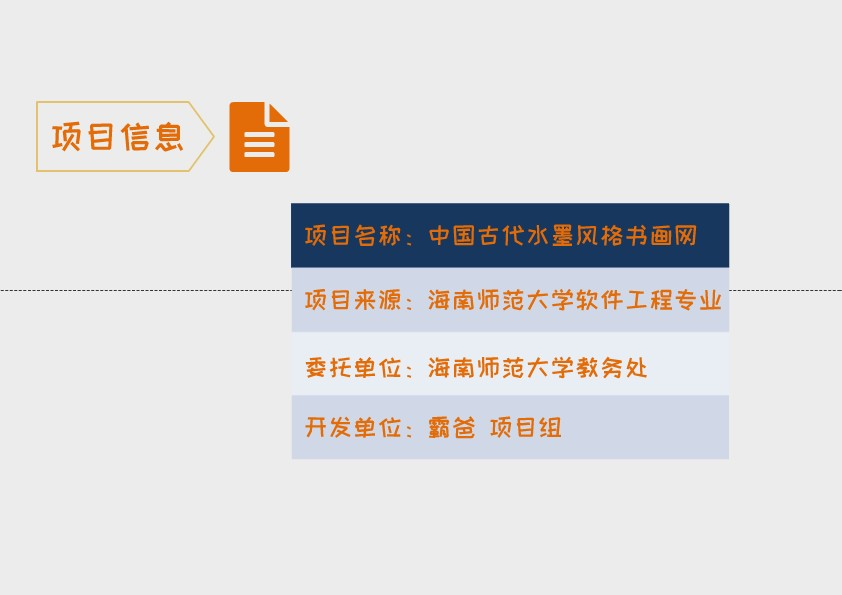 项目信息
项目名称：中国古代水墨风格书画网
项目来源：海南师范大学软件工程专业
委托单位：海南师范大学教务处
开发单位：霸爸 项目组